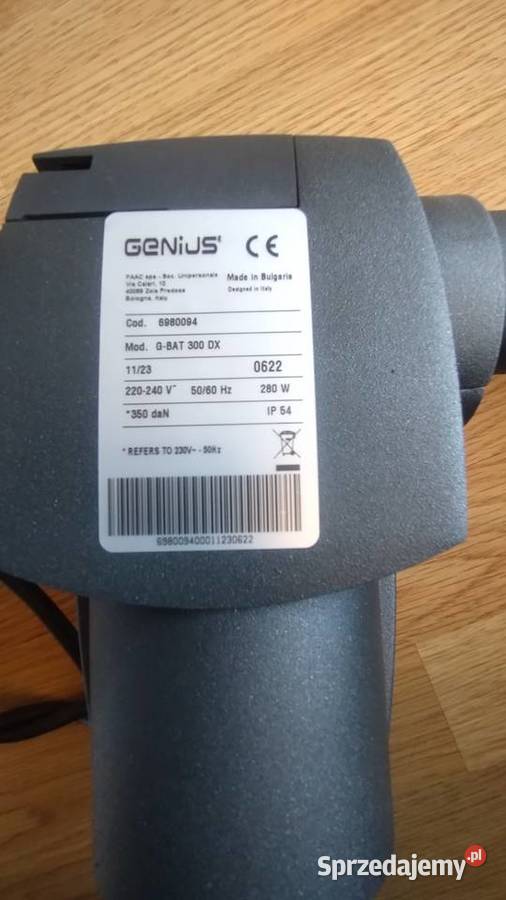 GENIUS CE
FAAC spa - Soc. Unipersonale
Via Calari, 10
40069 Zola Predosa
Bologna, Italy
Made in Bulgaria
Designed in Italy
Cod. 6980094
Mod. G-BAT 300 DX
11/23 0622
220-240 V~ 50/60 Hz 280 W
*350 daN IP 54
* REFERS TO 230V~ - 50Hz
698009400011230622
Sprzedajemy.pl